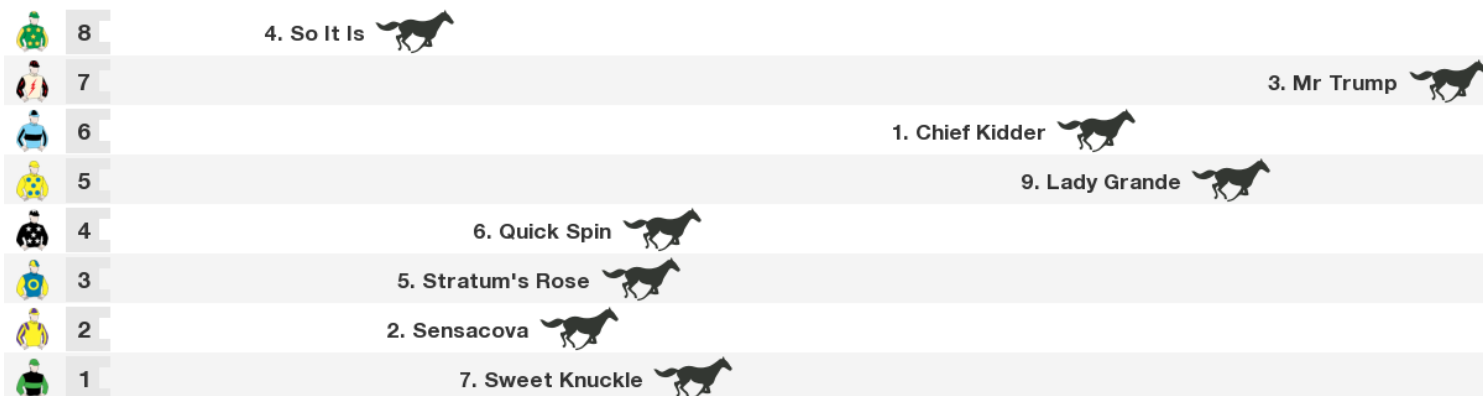 8 4. So It Is
7 3. Mr Trump
6 1. Chief Kidder
5 9. Lady Grande
4 6. Quick Spin
3 5. Stratum's Rose
2 2. Sensacova
1 7. Sweet Knuckle